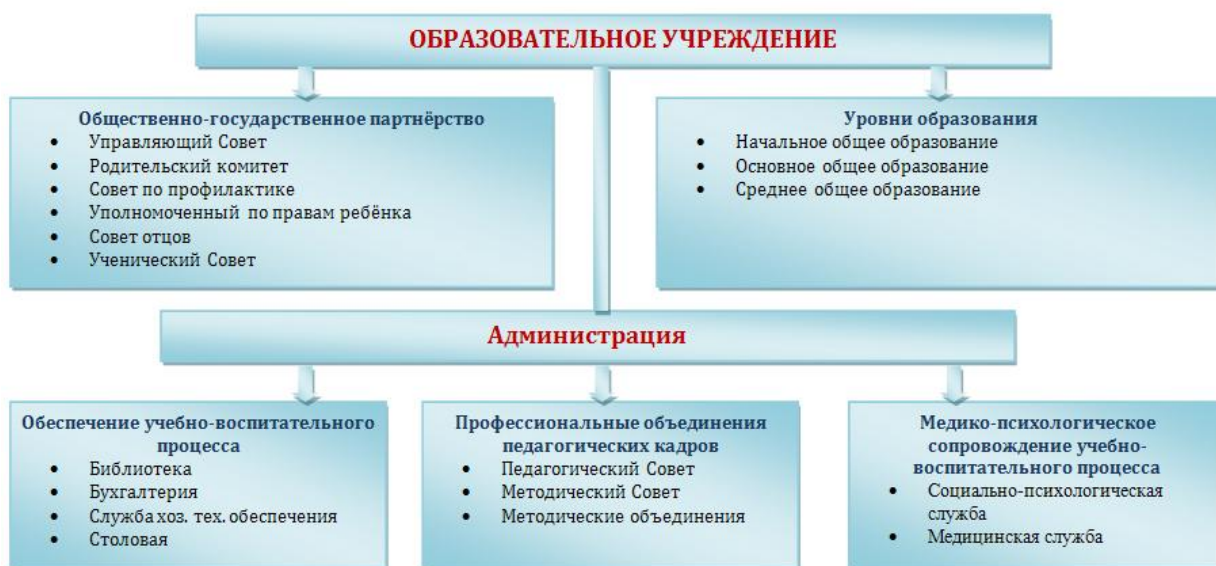 ОБРАЗОВАТЕЛЬНОЕ УЧРЕЖДЕНИЕ
Общественно-государственное партнёрство
• Управляющий Совет
• Родительский комитет
• Совет по профилактике
• Уполномоченный по правам ребёнка
• Совет отцов
• Ученический Совет
Уровни образования
• Начальное общее образование
• Основное общее образование
• Среднее общее образование
Администрация
Обеспечение учебно-воспитательного
процесса
• Библиотека
• Бухгалтерия
• Служба хоз. тех. обеспечения
• Столовая
Профессиональные объединения
педагогических кадров
• Педагогический Совет
• Методический Совет
• Методические объединения
Медико-психологическое
сопровождение учебно-
воспитательного процесса
• Социально-психологическая
служба
• Медицинская служба